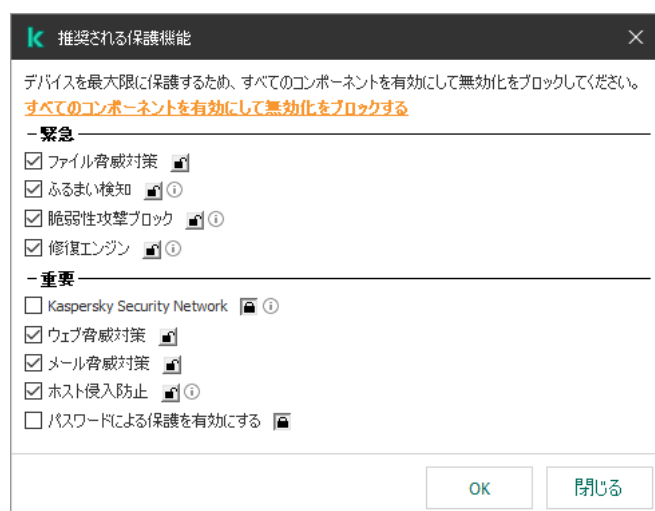 推奨される保護機能
デバイスを最大限に保護するため、すべてのコンポーネントを有効にして無効化をブロックしてください。
すべてのコンポーネントを有効にして無効化をブロックする
緊急
ファイル脅威対策
ふるまい検知
脆弱性攻撃ブロック
修復エンジン
重要
Kaspersky Security Network
ウェブ脅威対策
メール脅威対策
ホスト侵入防止
パスワードによる保護を有効にする
OK 閉じる